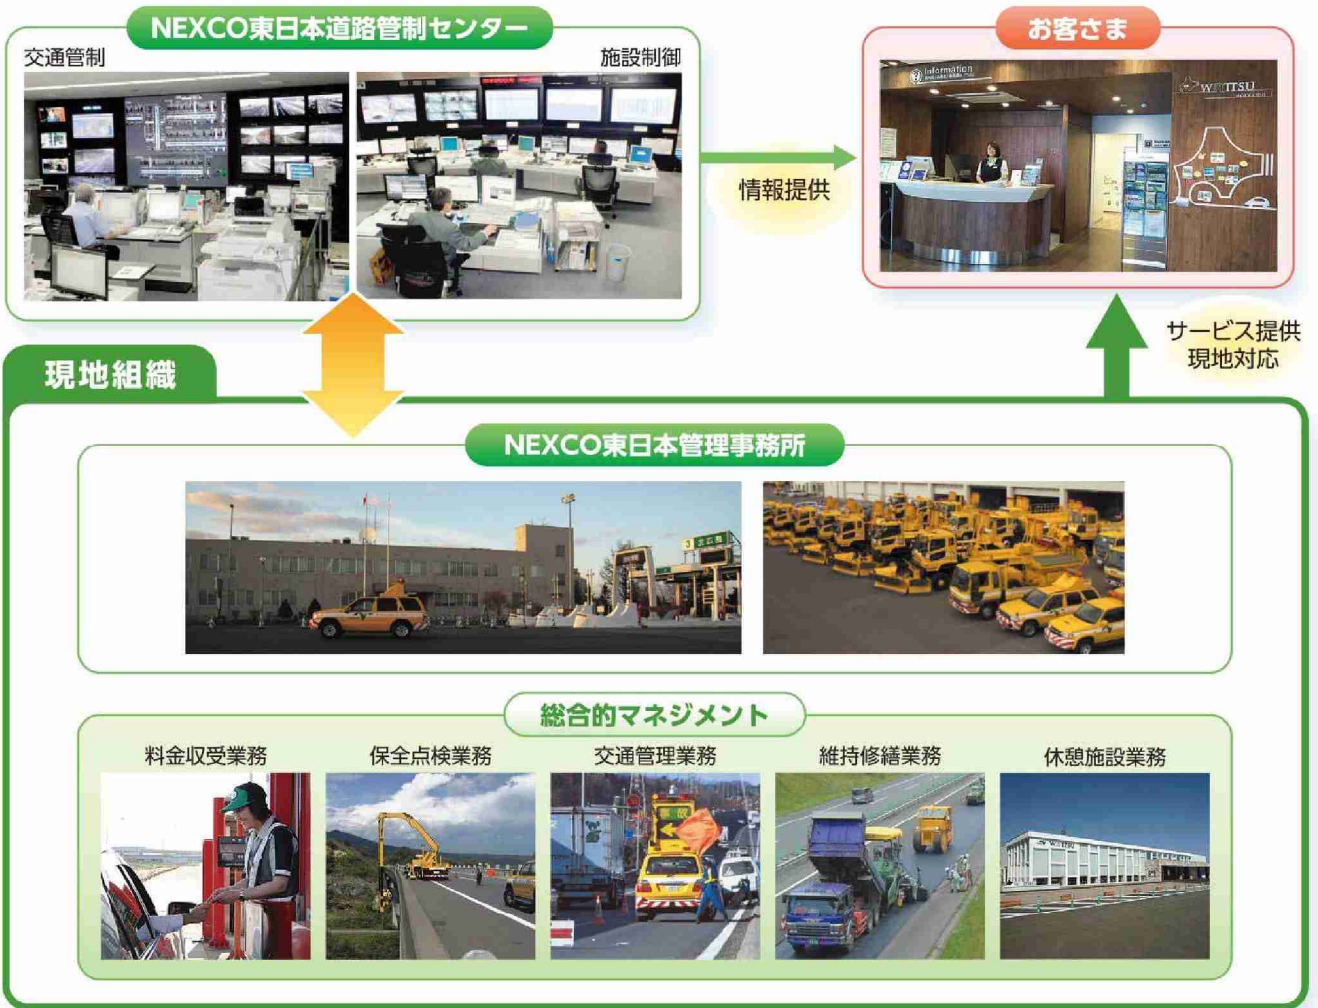 NEXCO東日本道路管制センター
お客さま
交通管制
施設制御
Information
WATTSU
情報提供
サービス提供
現地対応
現地組織
NEXCO東日本管理事務所
総合的マネジメント
料金収受業務
保全点検業務
交通管理業務
維持修繕業務
休憩施設業務
事故